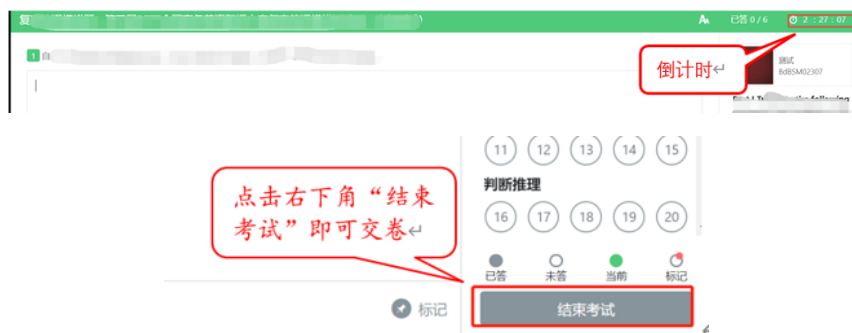 复
已答 0 / 6
2 : 27 : 07
1 自
倒计时
测试
BdBSM02307
11 12 13 14 15
判断推理
16 17 18 19 20
点击右下角“结束
考试”即可交卷
已答 未答 当前 标记
标记
结束考试